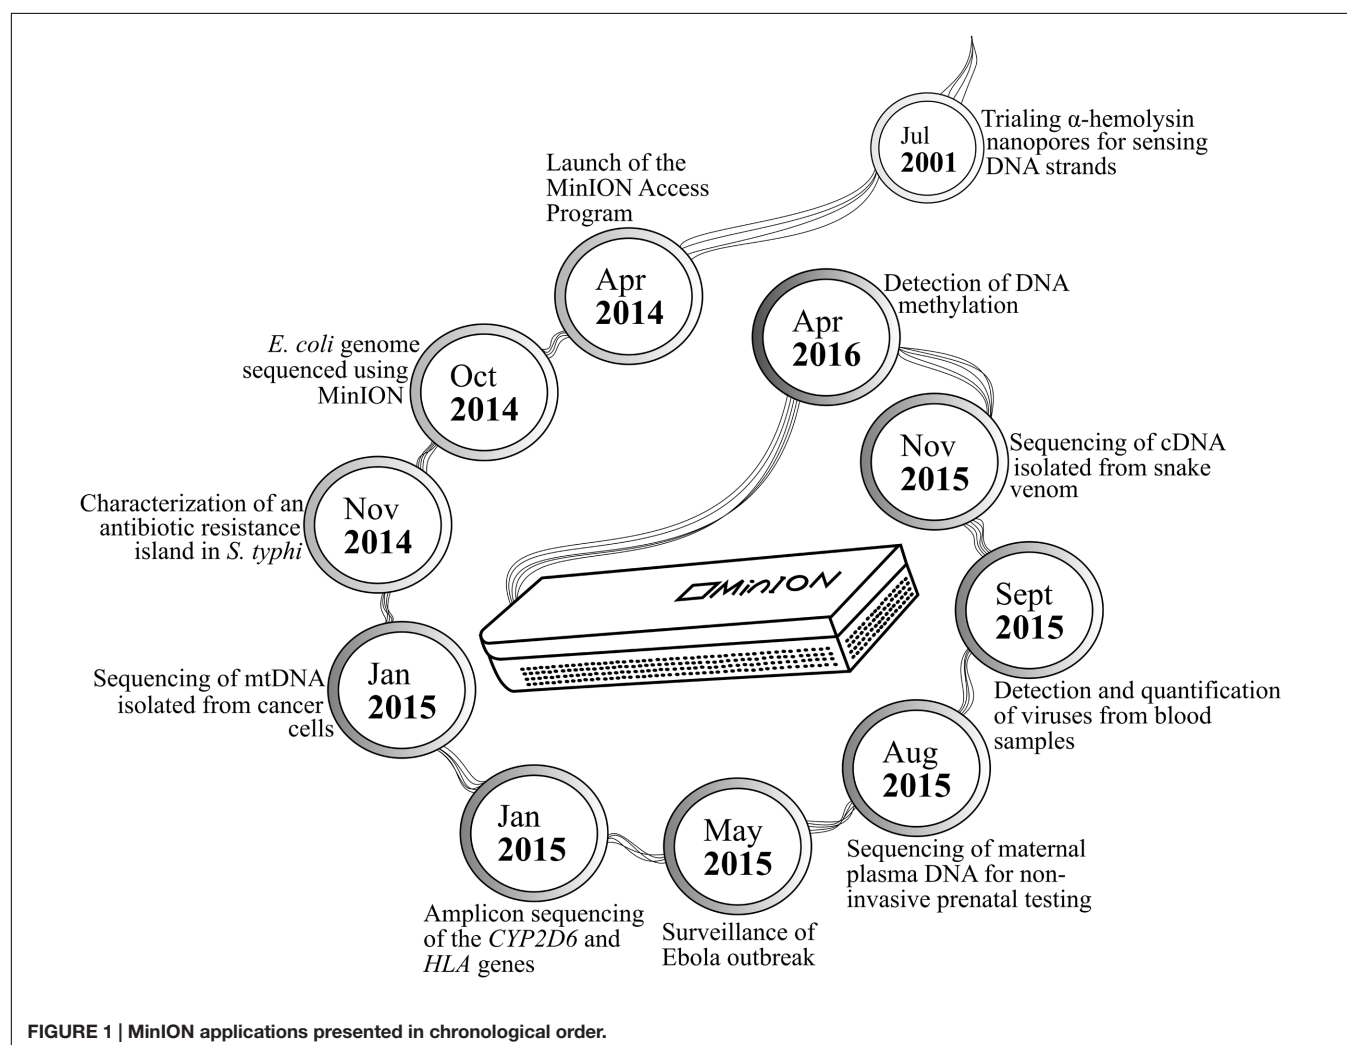 Jul
2001
Trialing α-hemolysin
nanopores for sensing
DNA strands
Launch of the
MinION Access
Program
Apr
2014
E. coli genome
sequenced using
MinION
Oct
2014
Characterization of an
antibiotic resistance
island in S. typhi
Nov
2014
Sequencing of mtDNA
isolated from cancer
cells
Jan
2015
Jan
2015
Amplicon sequencing
of the CYP2D6 and
HLA genes
May
2015
Surveillance of
Ebola outbreak
Aug
2015
Sequencing of maternal
plasma DNA for non-
invasive prenatal testing
Sept
2015
Detection and quantification
of viruses from blood
samples
Nov
2015
Sequencing of cDNA
isolated from snake
venom
Apr
2016
Detection of DNA
methylation
MinION
FIGURE 1 | MinION applications presented in chronological order.